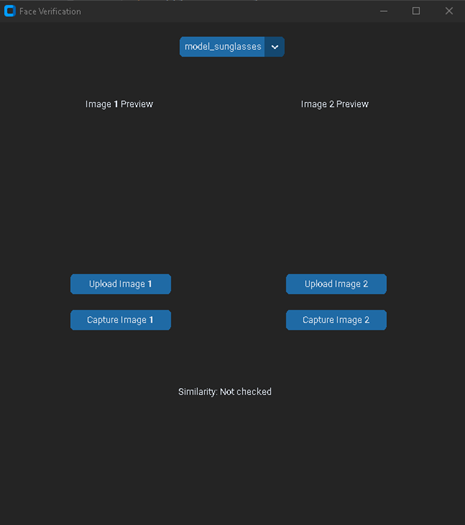 Face Verification
model_sunglasses
Image 1 Preview
Image 2 Preview
Upload Image 1
Upload Image 2
Capture Image 1
Capture Image 2
Similarity: Not checked